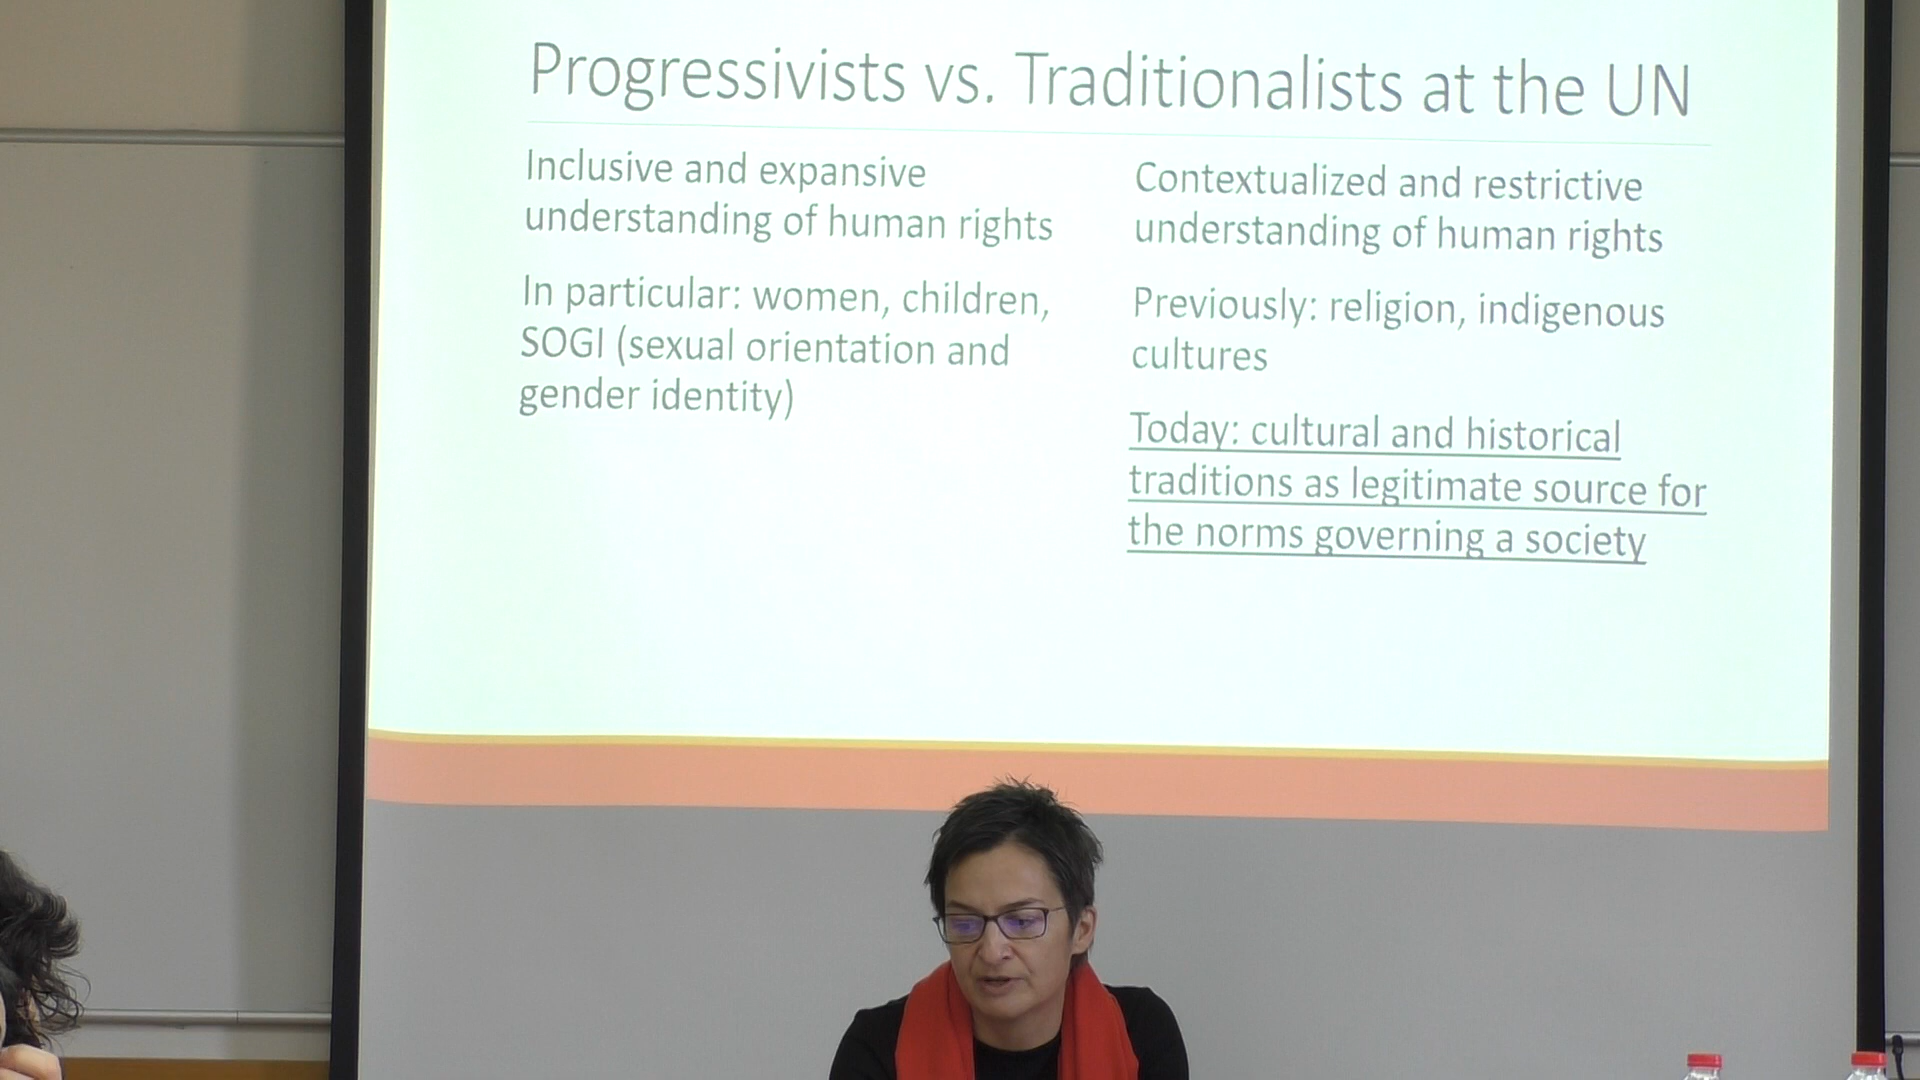 Progressivists vs. Traditionalists at the UN
Inclusive and expansive
understanding of human rights
In particular: women, children,
SOGI (sexual orientation and
gender identity)
Contextualized and restrictive
understanding of human rights
Previously: religion, indigenous
cultures
Today: cultural and historical
traditions as legitimate source for
the norms governing a society